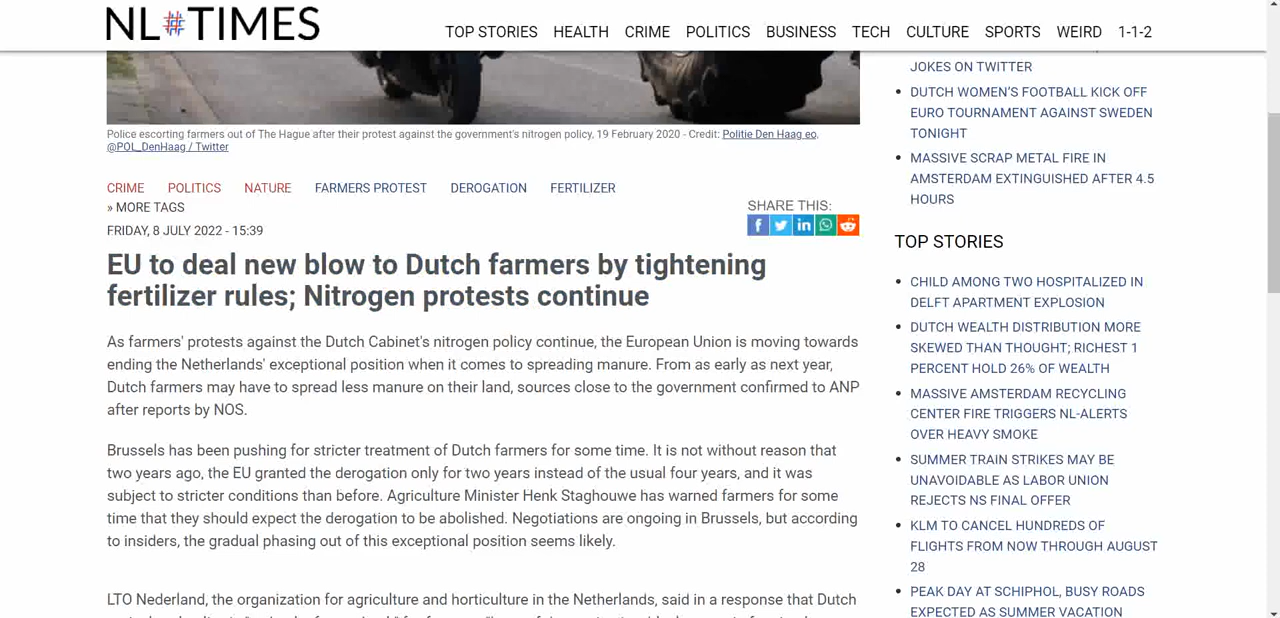 NL#TIMES
TOP STORIES HEALTH CRIME POLITICS BUSINESS TECH CULTURE SPORTS WEIRD 1-1-2
Police escorting farmers out of The Hague after their protest against the government's nitrogen policy, 19 February 2020 - Credit: Politie Den Haag eo.
@POL_DenHaag / Twitter
CRIME POLITICS NATURE FARMERS PROTEST DEROGATION FERTILIZER
» MORE TAGS
SHARE THIS:
FRIDAY, 8 JULY 2022 - 15:39
EU to deal new blow to Dutch farmers by tightening
fertilizer rules; Nitrogen protests continue
As farmers' protests against the Dutch Cabinet's nitrogen policy continue, the European Union is moving towards
ending the Netherlands' exceptional position when it comes to spreading manure. From as early as next year,
Dutch farmers may have to spread less manure on their land, sources close to the government confirmed to ANP
after reports by NOS.
Brussels has been pushing for stricter treatment of Dutch farmers for some time. It is not without reason that
two years ago, the EU granted the derogation only for two years instead of the usual four years, and it was
subject to stricter conditions than before. Agriculture Minister Henk Staghouwe has warned farmers for some
time that they should expect the derogation to be abolished. Negotiations are ongoing in Brussels, but according
to insiders, the gradual phasing out of this exceptional position seems likely.
LTO Nederland, the organization for agriculture and horticulture in the Netherlands, said in a response that Dutch
JOKES ON TWITTER
DUTCH WOMEN'S FOOTBALL KICK OFF
EURO TOURNAMENT AGAINST SWEDEN
TONIGHT
MASSIVE SCRAP METAL FIRE IN
AMSTERDAM EXTINGUISHED AFTER 4.5
HOURS
TOP STORIES
CHILD AMONG TWO HOSPITALIZED IN
DELFT APARTMENT EXPLOSION
DUTCH WEALTH DISTRIBUTION MORE
SKEWED THAN THOUGHT; RICHEST 1
PERCENT HOLD 26% OF WEALTH
MASSIVE AMSTERDAM RECYCLING
CENTER FIRE TRIGGERS NL-ALERTS
OVER HEAVY SMOKE
SUMMER TRAIN STRIKES MAY BE
UNAVOIDABLE AS LABOR UNION
REJECTS NS FINAL OFFER
KLM TO CANCEL HUNDREDS OF
FLIGHTS FROM NOW THROUGH AUGUST
28
PEAK DAY AT SCHIPHOL, BUSY ROADS
EXPECTED AS SUMMER VACATION